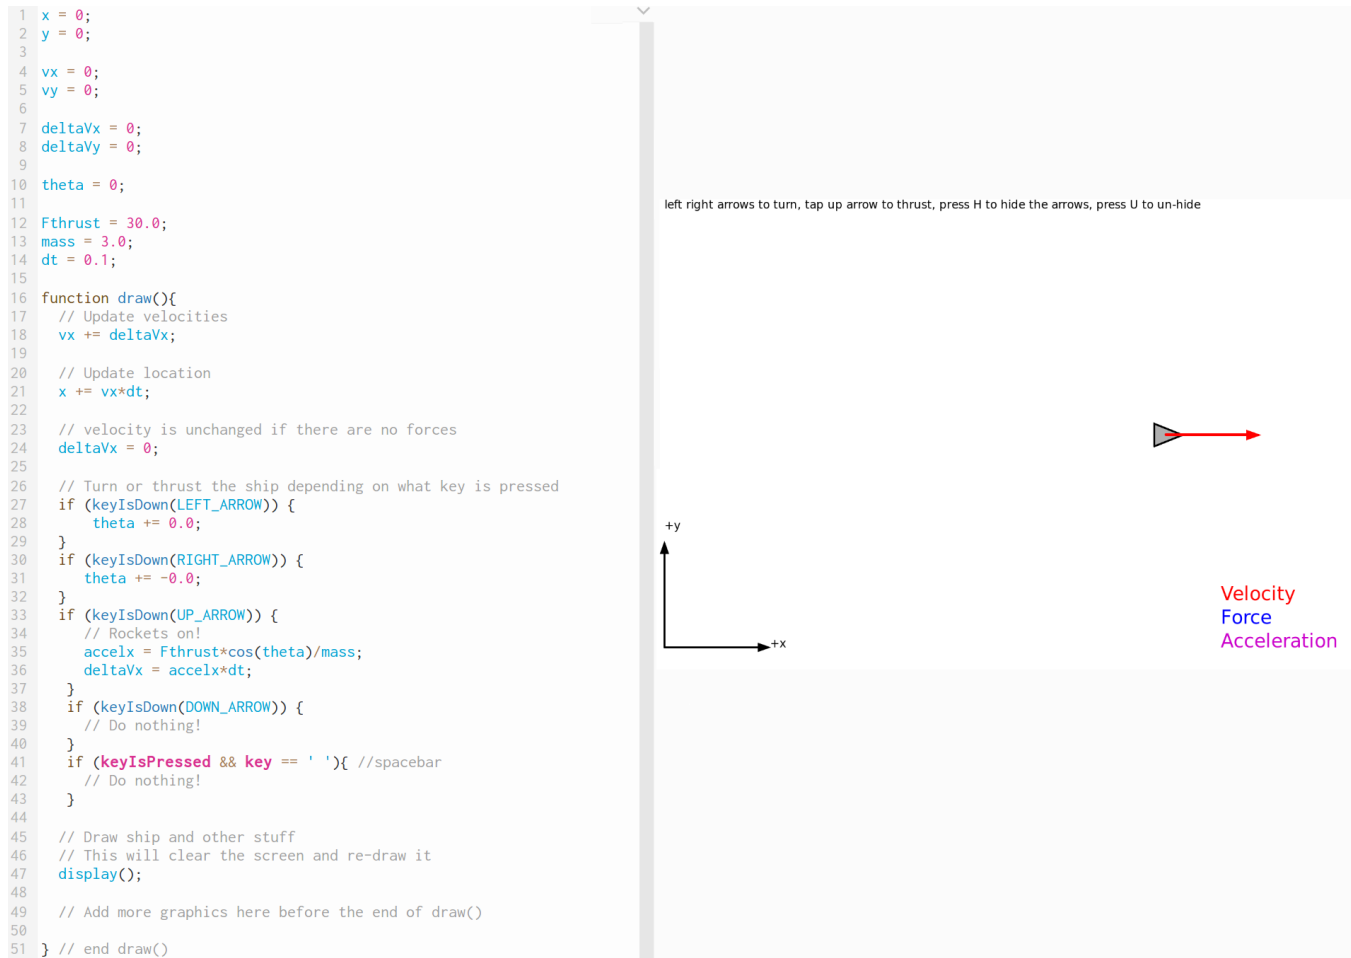 1 x = 0;
2 y = 0;
3
4 vx = 0;
5 vy = 0;
6
7 deltaVx = 0;
8 deltaVy = 0;
9
10 theta = 0;
11
12 Fthrust = 30.0;
13 mass = 3.0;
14 dt = 0.1;
15
16 function draw(){
17   // Update velocities
18   vx += deltaVx;
19
20   // Update location
21   x += vx*dt;
22
23   // velocity is unchanged if there are no forces
24   deltaVx = 0;
25
26   // Turn or thrust the ship depending on what key is pressed
27   if (keyIsDown(LEFT_ARROW)) {
28       theta += 0.0;
29   }
30   if (keyIsDown(RIGHT_ARROW)) {
31      theta += -0.0;
32   }
33   if (keyIsDown(UP_ARROW)) {
34      // Rockets on!
35      accelx = Fthrust*cos(theta)/mass;
36      deltaVx = accelx*dt;
37    }
38    if (keyIsDown(DOWN_ARROW)) {
39      // Do nothing!
40    }
41    if (keyIsPressed && key == ' '){ //spacebar
42      // Do nothing!
43    }
44
45   // Draw ship and other stuff
46   // This will clear the screen and re-draw it
47   display();
48
49   // Add more graphics here before the end of draw()
50
51 } // end draw()
left right arrows to turn, tap up arrow to thrust, press H to hide the arrows, press U to un-hide
+y
+x
Velocity
Force
Acceleration